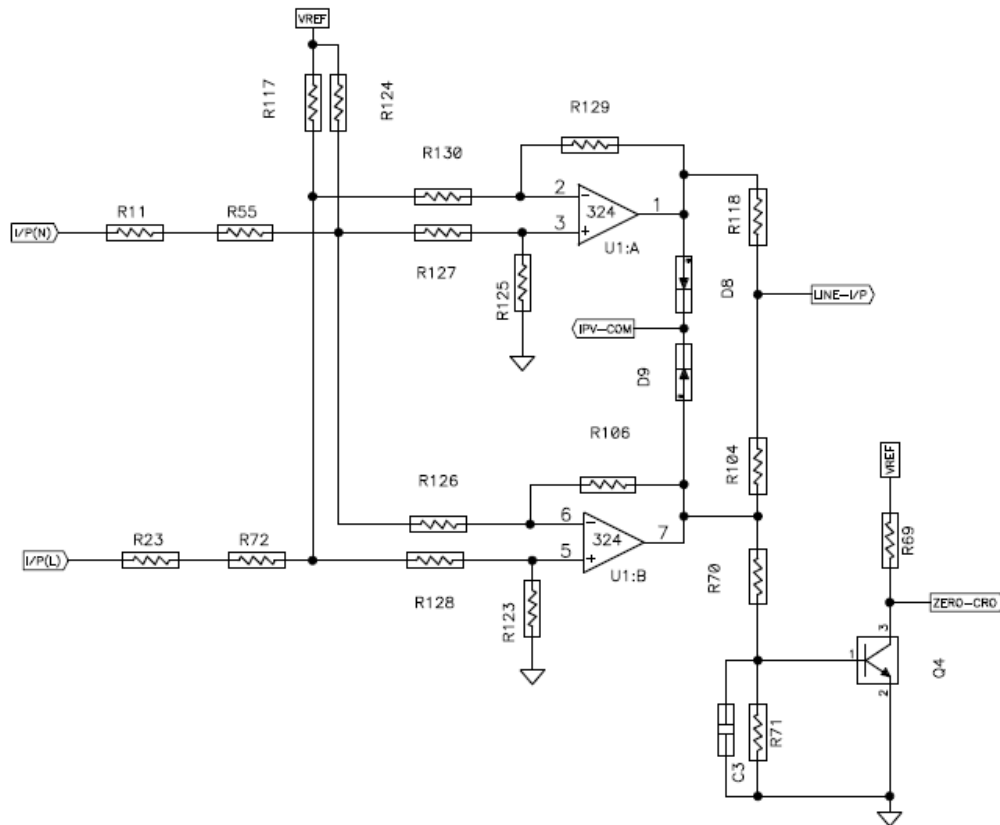 VREF
R117
R124
R129
R130
2
3
324
1
U1:A
R11
R55
I/P(N)
R127
R125
R118
D8
LINE-I/P
IPV-COM
D9
R106
R126
R104
VREF
6
5
324
7
U1:B
R23
R72
I/P(L)
R128
R123
R70
R69
ZERO-CRO
3
1
2
Q4
R71
C3